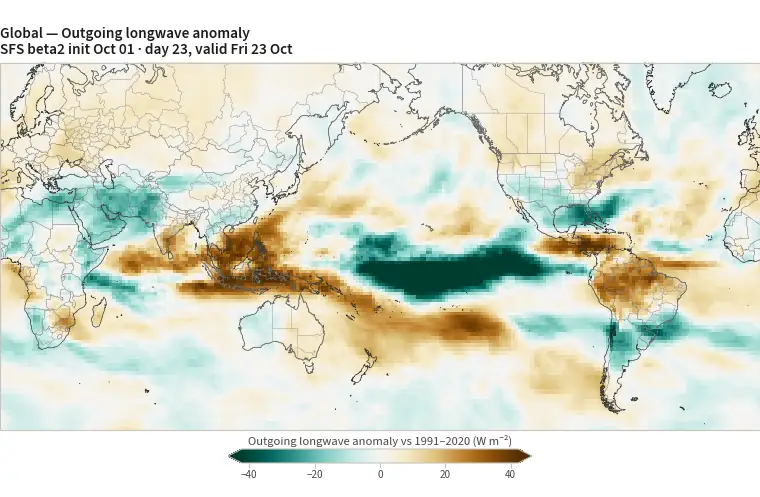 Global — Outgoing longwave anomaly
SFS beta2 init Oct 01 · day 23, valid Fri 23 Oct
Outgoing longwave anomaly vs 1991–2020 (W m⁻²)
−40 −20 0 20 40